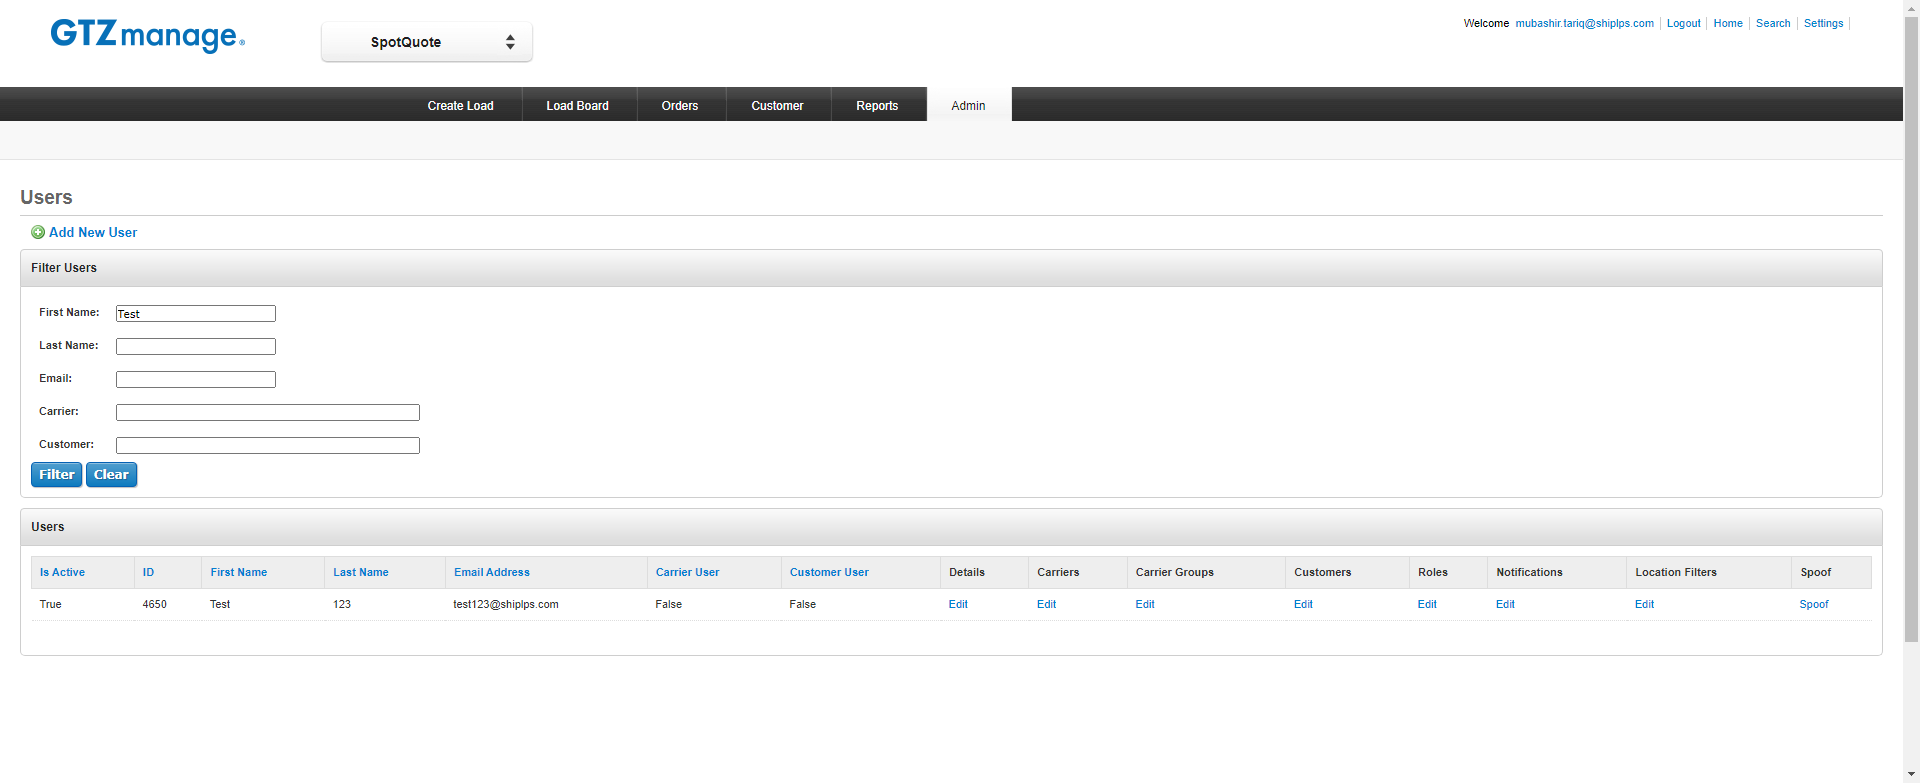 GTZmanage®
SpotQuote
Welcome mubashir.tariq@shiplps.com Logout Home Search Settings
Create Load Load Board Orders Customer Reports Admin
Users
Add New User
Filter Users
First Name: Test
Last Name:
Email:
Carrier:
Customer:
Filter Clear
Users
Is Active ID First Name Last Name Email Address Carrier User Customer User Details Carriers Carrier Groups Customers Roles Notifications Location Filters Spoof
True 4650 Test 123 test123@shiplps.com False False Edit Edit Edit Edit Edit Edit Edit Spoof